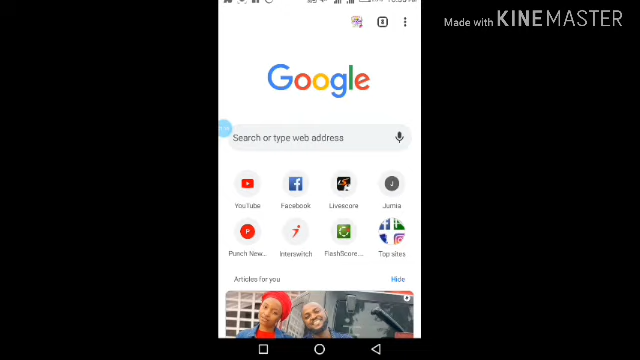 Made with KINEMASTER
8
Google
Search or type web address
YouTube
Facebook
Livescore
J
Jumia
P
Punch New...
Interswitch
FlashScore...
Top sites
Articles for you
Hide